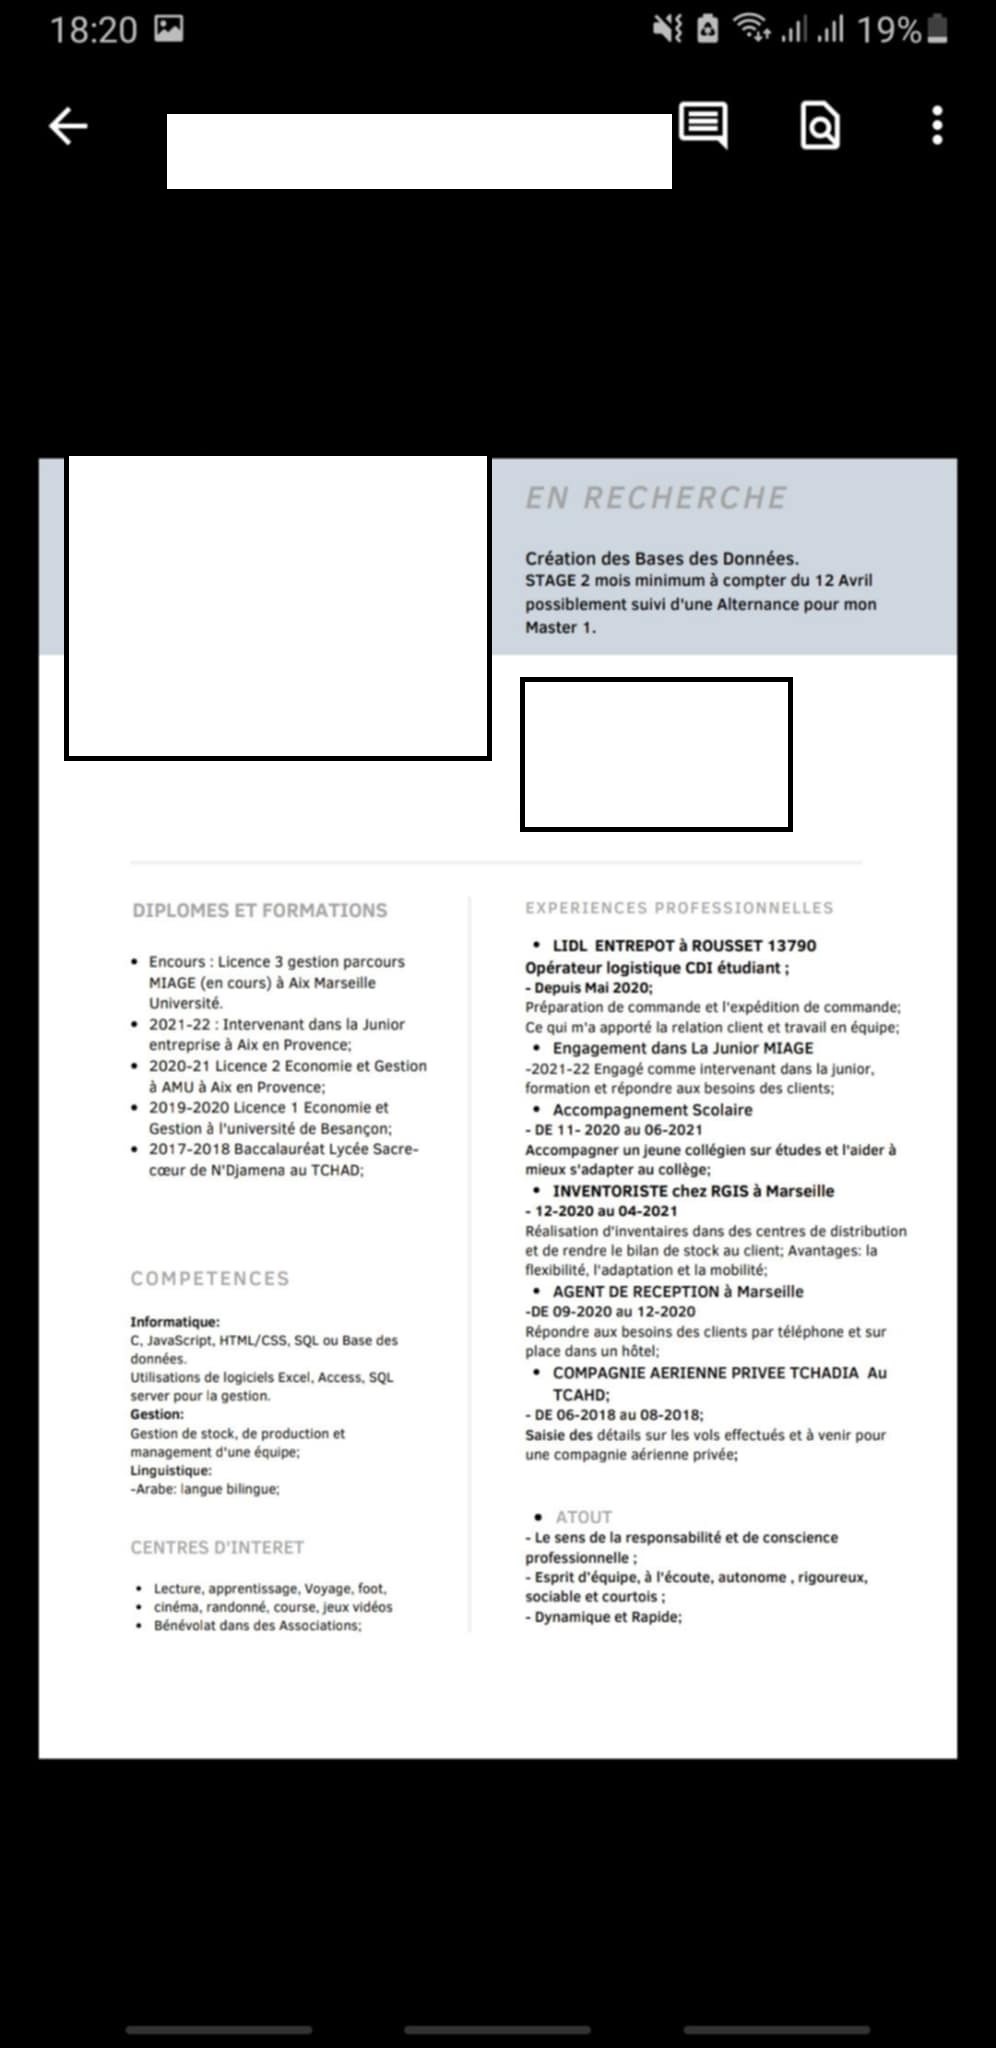 18:20
19%
EN RECHERCHE
Création des Bases des Données.
STAGE 2 mois minimum à compter du 12 Avril
possiblement suivi d'une Alternance pour mon
Master 1.
DIPLOMES ET FORMATIONS
• Encours : Licence 3 gestion parcours
MIAGE (en cours) à Aix Marseille
Université.
• 2021-22 : Intervenant dans la Junior
entreprise à Aix en Provence;
• 2020-21 Licence 2 Economie et Gestion
à AMU à Aix en Provence;
• 2019-2020 Licence 1 Economie et
Gestion à l'université de Besançon;
• 2017-2018 Baccalauréat Lycée Sacre-
cœur de N'Djamena au TCHAD;
COMPETENCES
Informatique:
C, JavaScript, HTML/CSS, SQL ou Base des
données.
Utilisations de logiciels Excel, Access, SQL
server pour la gestion.
Gestion:
Gestion de stock, de production et
management d'une équipe;
Linguistique:
-Arabe: langue bilingue;
CENTRES D'INTERET
• Lecture, apprentissage, Voyage, foot,
• cinéma, randonné, course, jeux vidéos
• Bénévolat dans des Associations;
EXPERIENCES PROFESSIONNELLES
• LIDL ENTREPOT à ROUSSET 13790
Opérateur logistique CDI étudiant ;
- Depuis Mai 2020;
Préparation de commande et l'expédition de commande;
Ce qui m'a apporté la relation client et travail en équipe;
• Engagement dans La Junior MIAGE
-2021-22 Engagé comme intervenant dans la junior,
formation et répondre aux besoins des clients;
• Accompagnement Scolaire
- DE 11- 2020 au 06-2021
Accompagner un jeune collégien sur études et l'aider à
mieux s'adapter au collège;
• INVENTORISTE chez RGIS à Marseille
- 12-2020 au 04-2021
Réalisation d'inventaires dans des centres de distribution
et de rendre le bilan de stock au client; Avantages: la
flexibilité, l'adaptation et la mobilité;
• AGENT DE RECEPTION à Marseille
-DE 09-2020 au 12-2020
Répondre aux besoins des clients par téléphone et sur
place dans un hôtel;
• COMPAGNIE AERIENNE PRIVEE TCHADIA Au
TCAHD;
- DE 06-2018 au 08-2018;
Saisie des détails sur les vols effectués et à venir pour
une compagnie aérienne privée;
• ATOUT
- Le sens de la responsabilité et de conscience
professionnelle ;
- Esprit d'équipe, à l'écoute, autonome , rigoureux,
sociable et courtois ;
- Dynamique et Rapide;